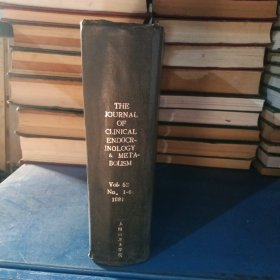 THE
JOURNAL
OF
CLINICAL
ENDOCR-
INOLOGY
& META-
BOLISM
Vol. 52
No. 1-6.
1981